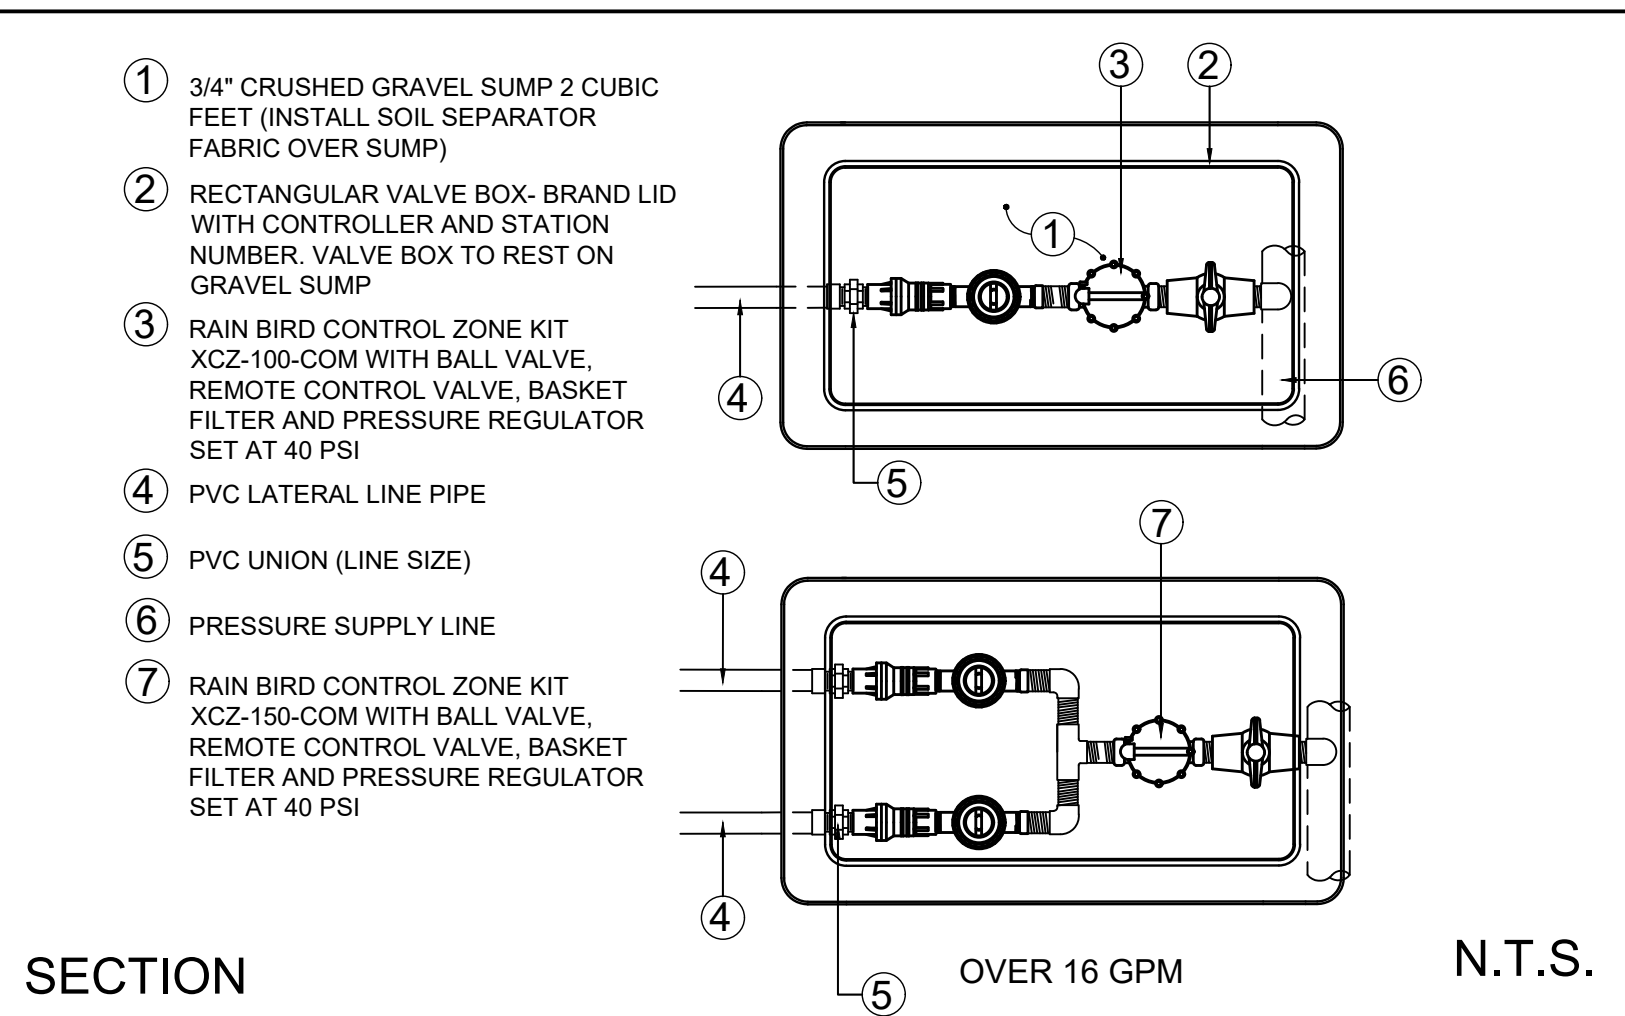 1 3/4" CRUSHED GRAVEL SUMP 2 CUBIC
FEET (INSTALL SOIL SEPARATOR
FABRIC OVER SUMP)
2 RECTANGULAR VALVE BOX- BRAND LID
WITH CONTROLLER AND STATION
NUMBER. VALVE BOX TO REST ON
GRAVEL SUMP
3 RAIN BIRD CONTROL ZONE KIT
XCZ-100-COM WITH BALL VALVE,
REMOTE CONTROL VALVE, BASKET
FILTER AND PRESSURE REGULATOR
SET AT 40 PSI
4 PVC LATERAL LINE PIPE
5 PVC UNION (LINE SIZE)
6 PRESSURE SUPPLY LINE
7 RAIN BIRD CONTROL ZONE KIT
XCZ-150-COM WITH BALL VALVE,
REMOTE CONTROL VALVE, BASKET
FILTER AND PRESSURE REGULATOR
SET AT 40 PSI
3 2
1
4
6
5
7
4
4
5
OVER 16 GPM
SECTION
N.T.S.